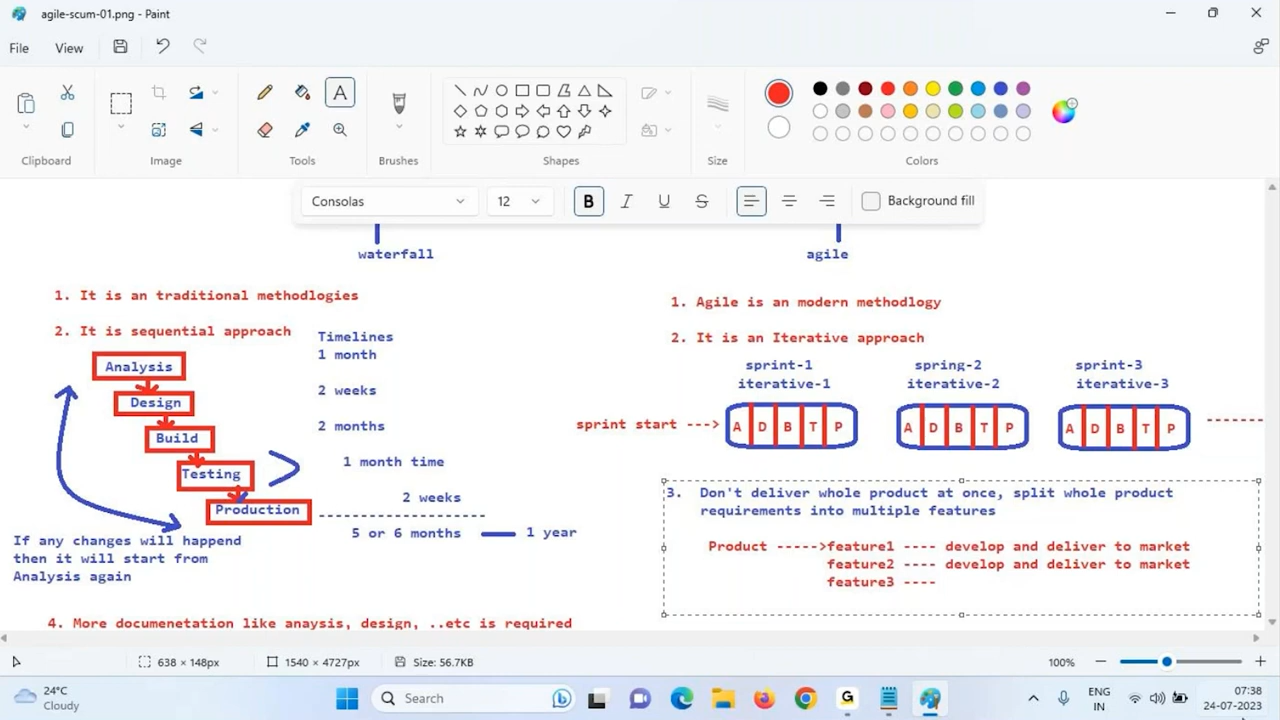 agile-scum-01.png - Paint
File
View
Clipboard
Image
Tools
Brushes
Shapes
Size
Colors
Consolas
12
B
I
U
S
Background fill
waterfall
1. It is an traditional methodlogies
2. It is sequential approach
Analysis
Design
Build
Testing
Production
Timelines
1 month
2 weeks
2 months
1 month time
2 weeks
--------------------
5 or 6 months
1 year
If any changes will happend
then it will start from
Analysis again
4. More documenetation like anaysis, design, ..etc is required
agile
1. Agile is an modern methodlogy
2. It is an Iterative approach
sprint-1
iterative-1
spring-2
iterative-2
sprint-3
iterative-3
sprint start --->
A D B T P
A D B T P
A D B T P
-------
3. Don't deliver whole product at once, split whole product
requirements into multiple features
Product ----->feature1 ---- develop and deliver to market
feature2 ---- develop and deliver to market
feature3 ----
638 × 148px
1540 × 4727px
Size: 56.7KB
100%
24°C
Cloudy
Search
ENG
IN
07:38
24-07-2023